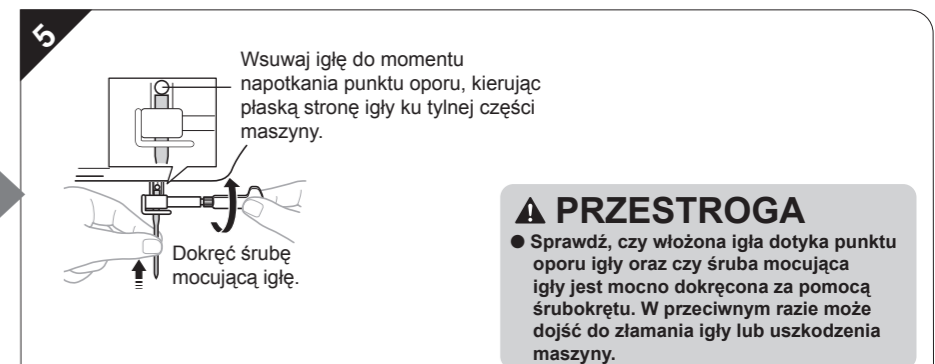 5
Wsuwaj igłę do momentu
napotkania punktu oporu, kierując
płaską stronę igły ku tylnej części
maszyny.
Dokręć śrubę
mocującą igłę.
PRZESTROGA
● Sprawdź, czy włożona igła dotyka punktu
oporu igły oraz czy śruba mocująca
igły jest mocno dokręcona za pomocą
śrubokrętu. W przeciwnym razie może
dojść do złamania igły lub uszkodzenia
maszyny.